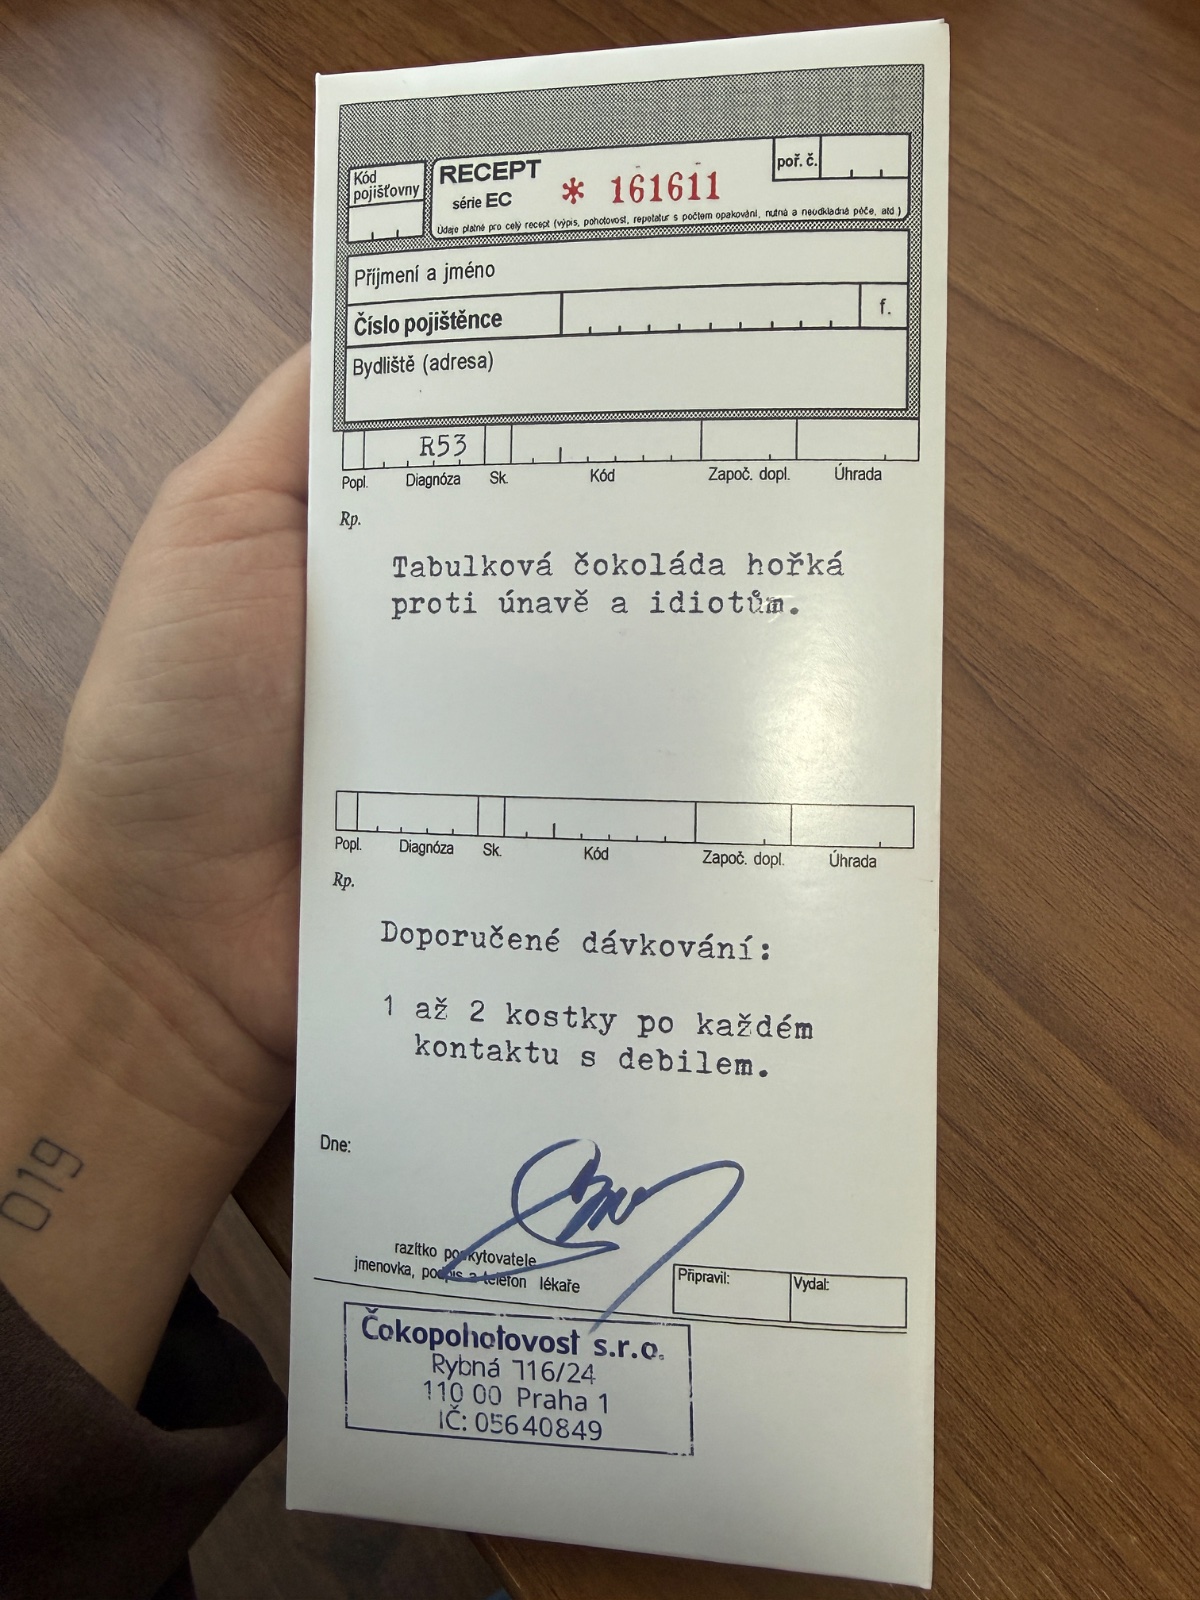 Kód
pojišťovny
RECEPT
série EC
* 161611
poř. č.
Údaje platné pro celý recept (výpis, pohotovost, repetatur s počtem opakování, nutná a neodkladná péče, atd )
Příjmení a jméno
Číslo pojištěnce
f.
Bydliště (adresa)
R53
Popl. Diagnóza Sk. Kód Započ. dopl. Úhrada
Rp.
Tabulková čokoláda hořká
proti únavě a idiotům.
Popl. Diagnóza Sk. Kód Započ. dopl. Úhrada
Rp.
Doporučené dávkování:
1 až 2 kostky po každém
kontaktu s debilem.
Dne:
razítko poskytovatele
jmenovka, podpis a telefon lékaře
Připravil: Vydal:
Čokopohotovost s.r.o.
Rybná 716/24
110 00 Praha 1
IČ: 05640849
019